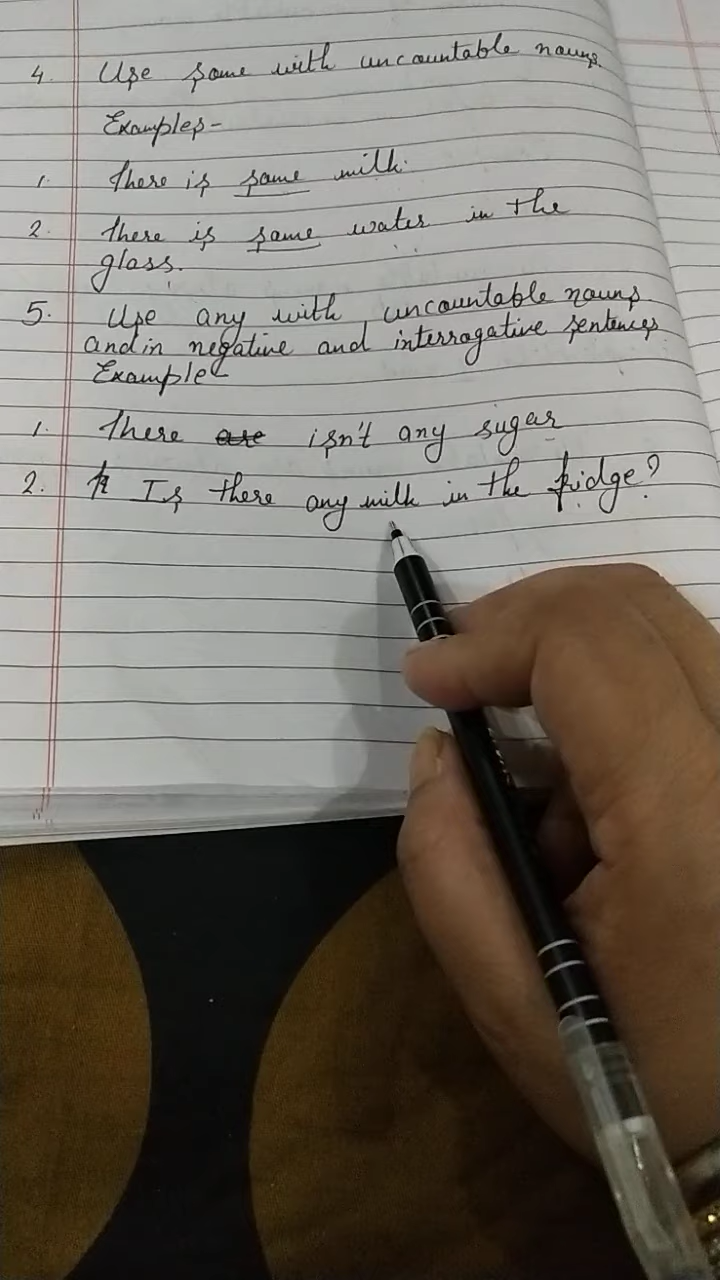 4. Use some with uncountable nouns.
Examples-
1. There is some milk.
2. there is some water in the
glass.
5. Use any with uncountable nouns
and in negative and interrogative sentences
Example-
1. There are isn't any sugar
2. Is there any milk in the fridge?